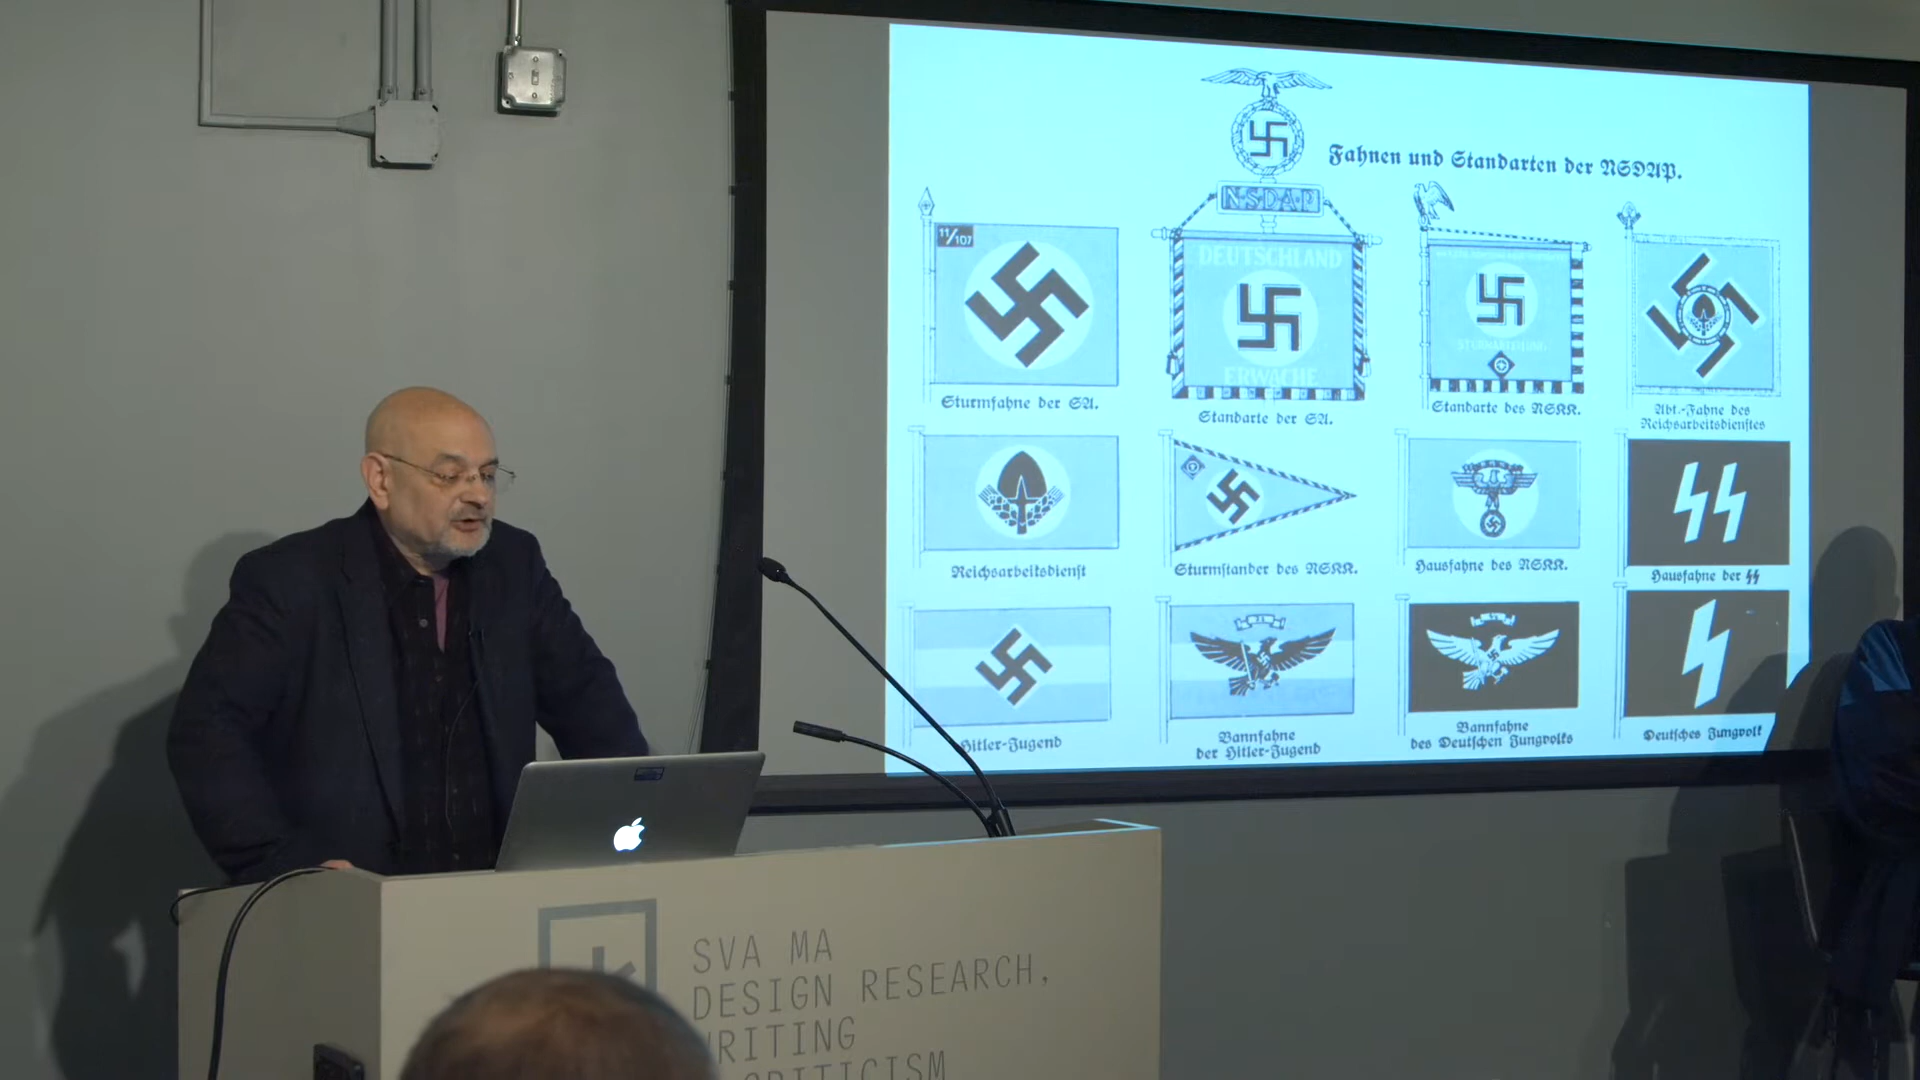 Fahnen und Standarten der NSDAP.
N·S·D·A·P
11/107
DEUTSCHLAND
ERWACHE
Sturmfahne der SA.
Standarte der SA.
Standarte des NSKK.
Abt.-Fahne des
Reichsarbeitsdienstes
Reichsarbeitsdienst
Sturmstander des NSKK.
Hausfahne des NSKK.
Hausfahne der ᛋᛋ
Hitler-Jugend
Bannfahne
der Hitler-Jugend
Bannfahne
des Deutschen Jungvolks
Deutsches Jungvolk
SVA MA
DESIGN RESEARCH,
WRITING
CRITICISM